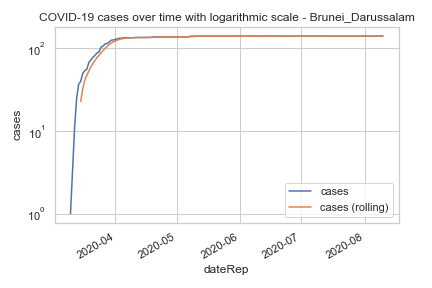 COVID-19 cases over time with logarithmic scale - Brunei_Darussalam
10²
10¹
10⁰
cases
2020-04
2020-05
2020-06
2020-07
2020-08
dateRep
cases
cases (rolling)